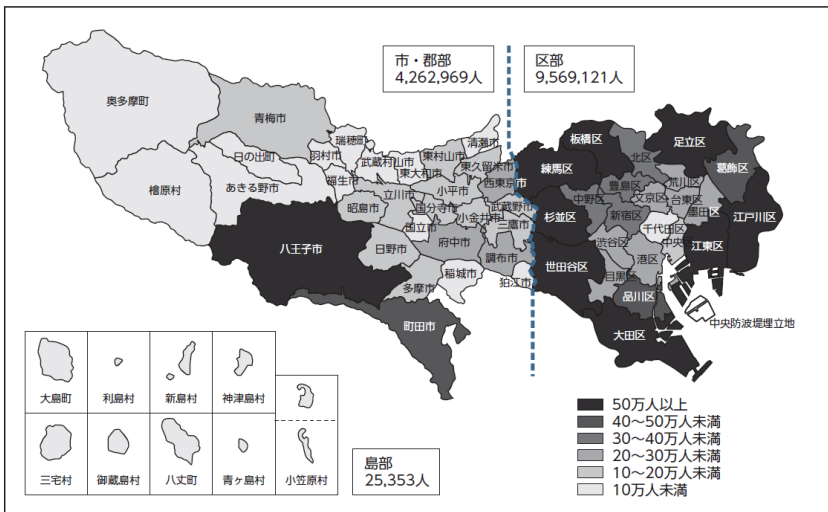 市・郡部
4,262,969人
区部
9,569,121人
奥多摩町
青梅市
瑞穂町
清瀬市
板橋区
足立区
北区
葛飾区
日の出町
羽村市
武蔵村山市
東村山市
東久留米市
練馬区
東大和市
檜原村
あきる野市
福生市
立川市
小平市
西東京市
豊島区
荒川区
文京区
台東区
昭島市
国分寺市
小金井市
武蔵野市
中野区
杉並区
新宿区
墨田区
江戸川区
国立市
三鷹市
千代田区
八王子市
日野市
府中市
渋谷区
中央
江東区
調布市
世田谷区
港区
稲城市
狛江市
目黒区
多摩市
品川区
町田市
大田区
中央防波堤埋立地
大島町
利島村
新島村
神津島村
三宅村
御蔵島村
八丈町
青ヶ島村
小笠原村
島部
25,353人
50万人以上
40〜50万人未満
30〜40万人未満
20〜30万人未満
10〜20万人未満
10万人未満